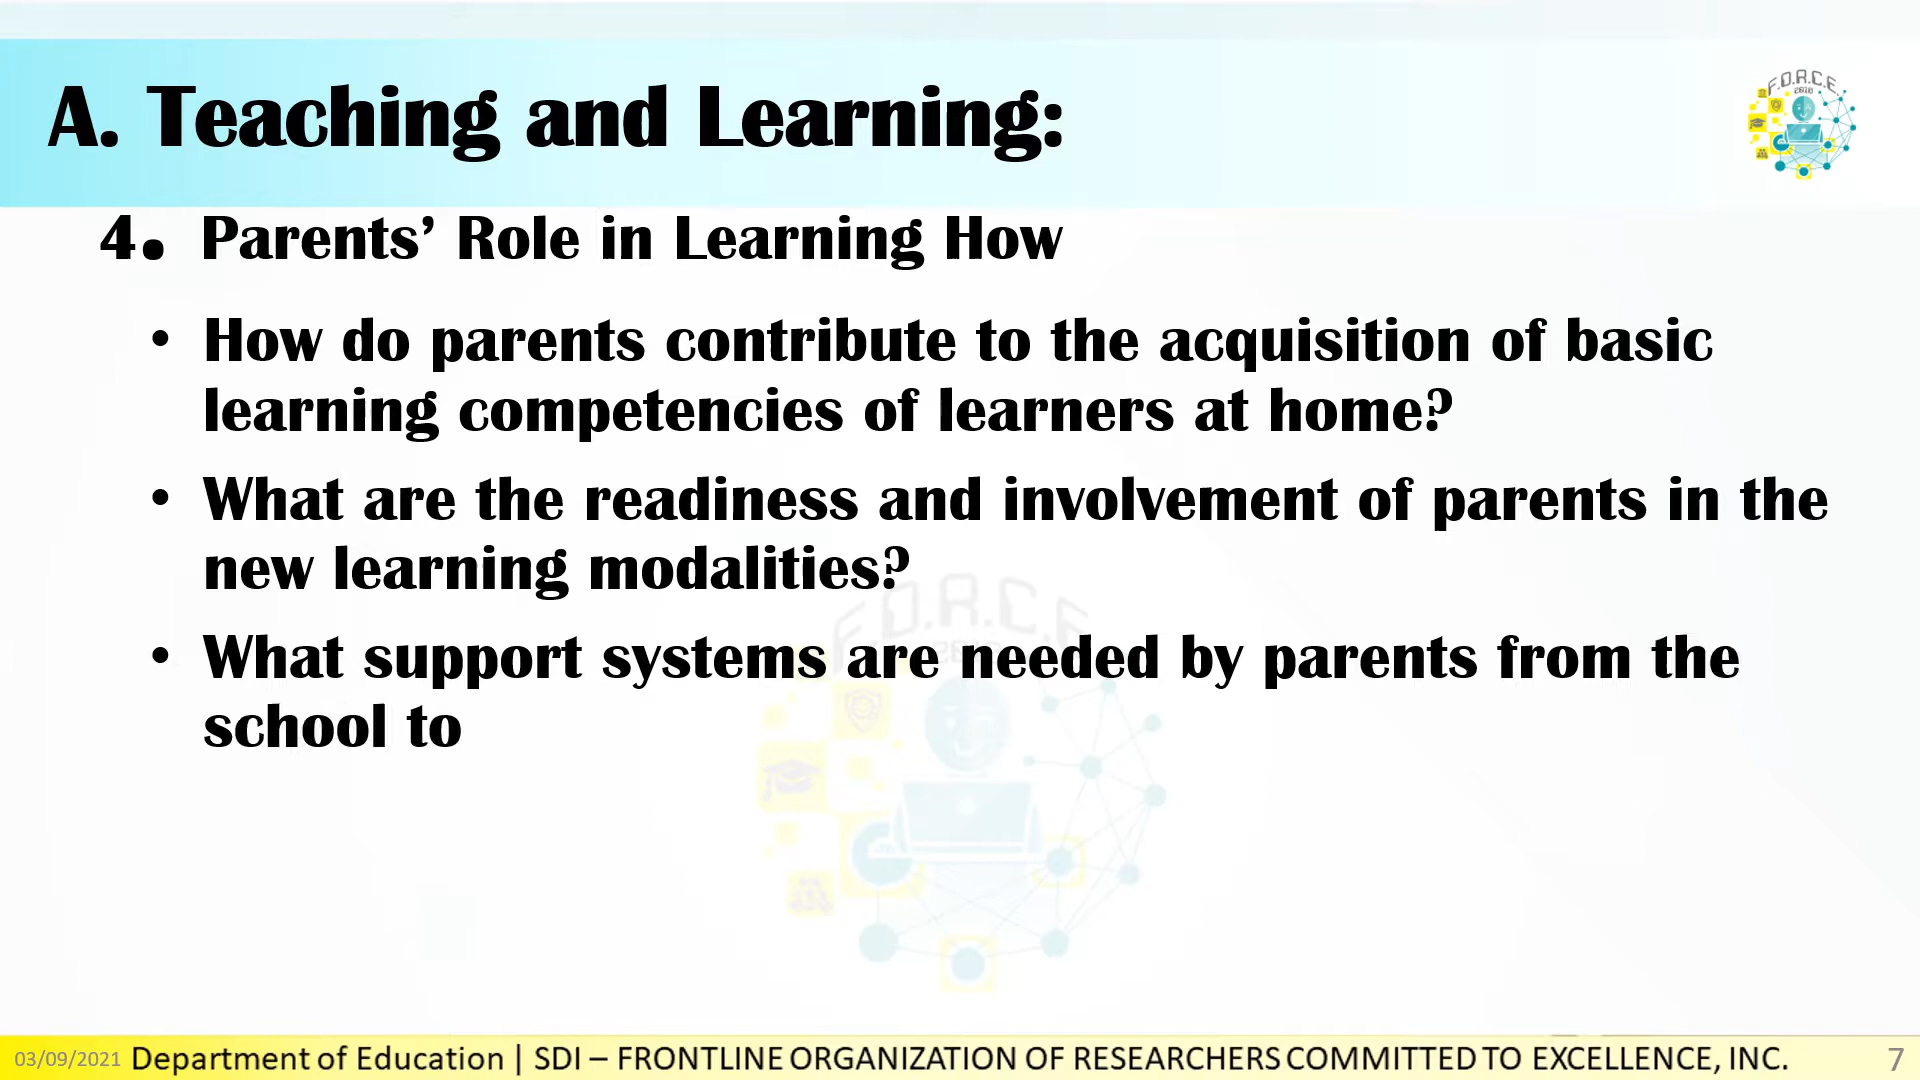 A. Teaching and Learning:
F.O.R.C.E.
2018
4. Parents’ Role in Learning How
• How do parents contribute to the acquisition of basic
learning competencies of learners at home?
• What are the readiness and involvement of parents in the
new learning modalities?
F.O.R.C.E
• What support systems are needed by parents from the
school to
03/09/2021 Department of Education | SDI – FRONTLINE ORGANIZATION OF RESEARCHERS COMMITTED TO EXCELLENCE, INC. 7